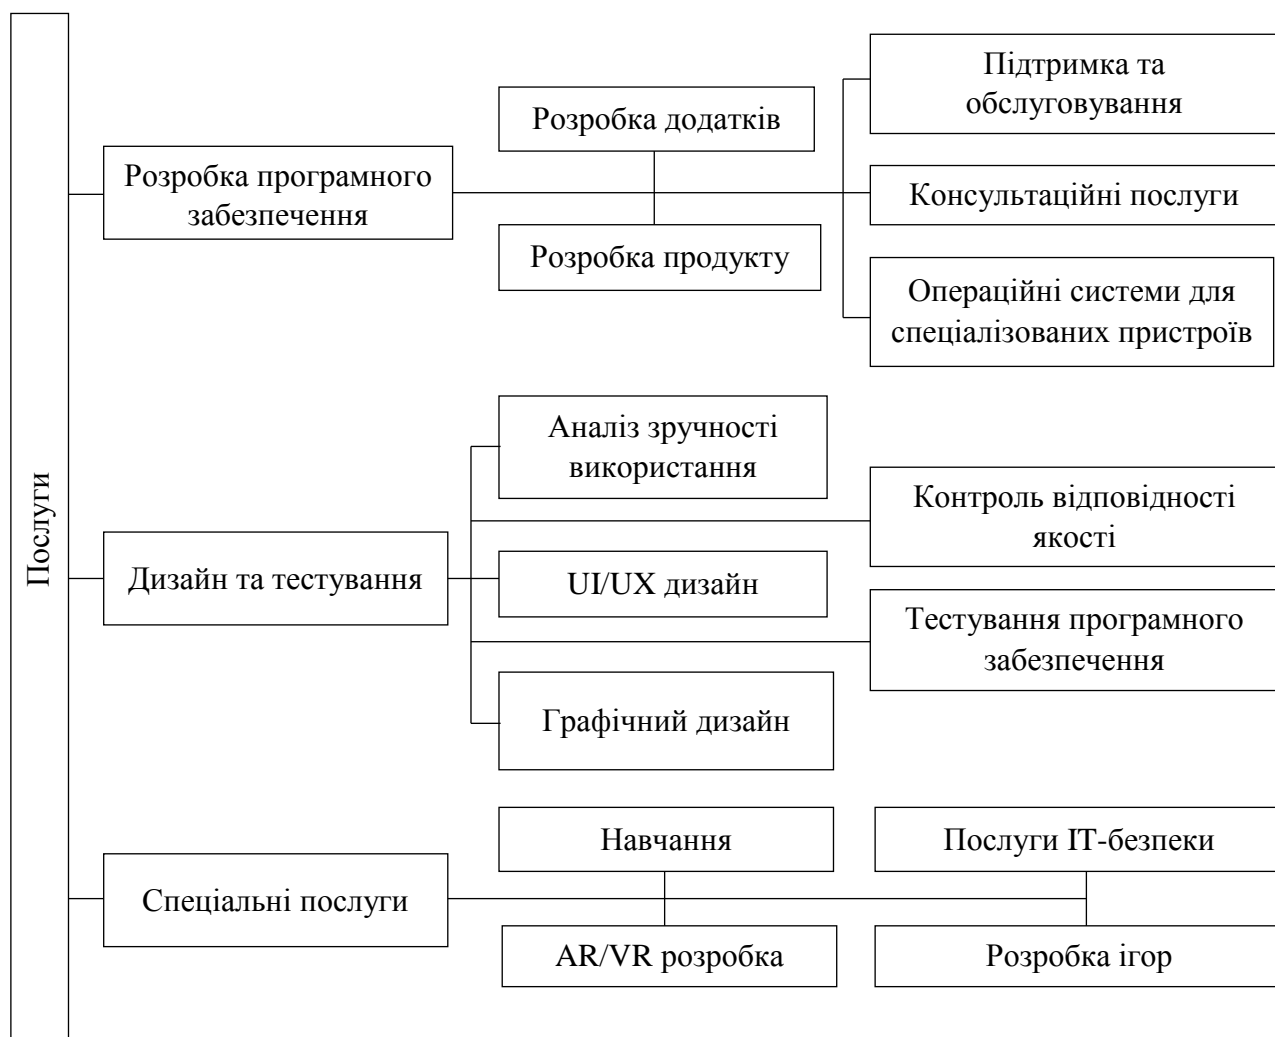 Послуги
Розробка програмного
забезпечення
Розробка додатків
Розробка продукту
Підтримка та
обслуговування
Консультаційні послуги
Операційні системи для
спеціалізованих пристроїв
Дизайн та тестування
Аналіз зручності
використання
UI/UX дизайн
Графічний дизайн
Контроль відповідності
якості
Тестування програмного
забезпечення
Спеціальні послуги
Навчання
AR/VR розробка
Послуги ІТ-безпеки
Розробка ігор